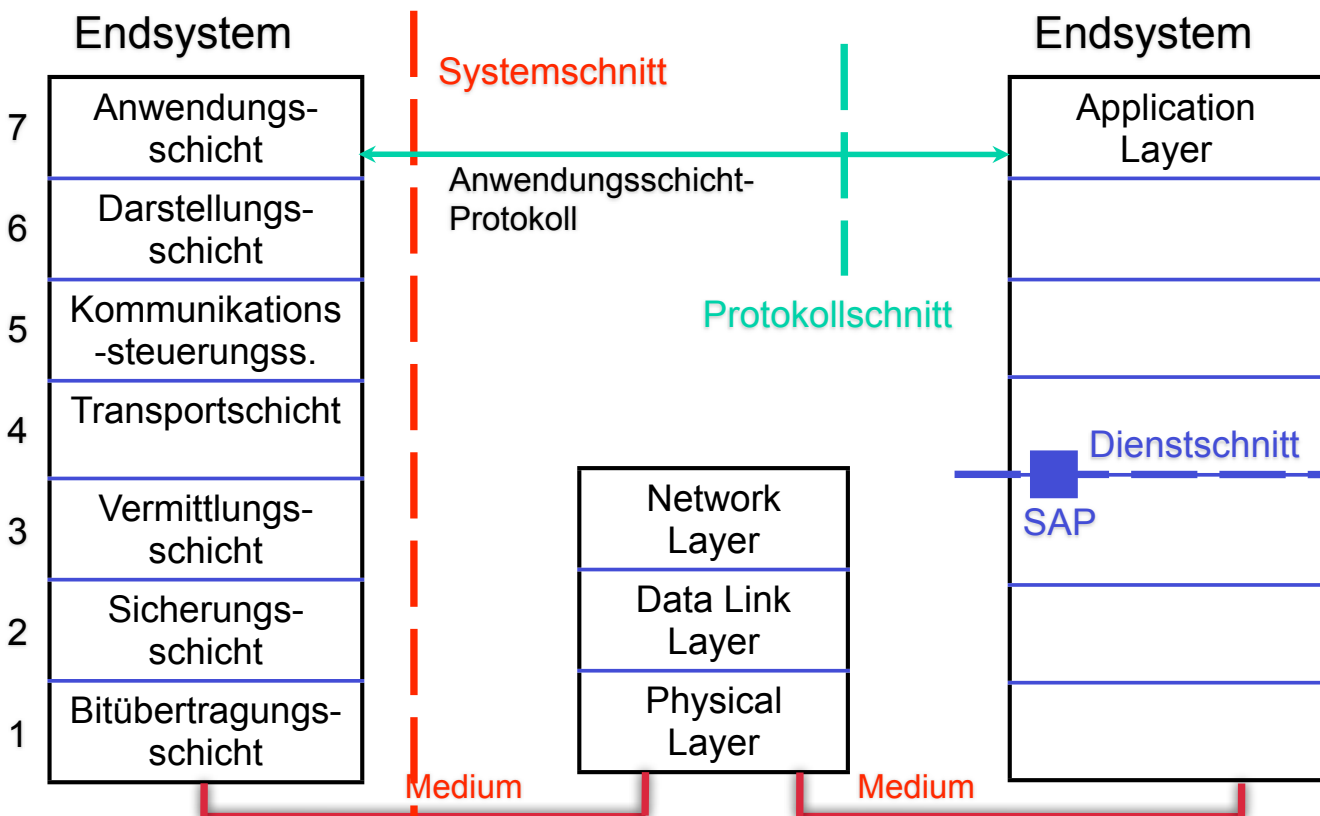 Endsystem
Endsystem
Systemschnitt
7
Anwendungs-
schicht
Application
Layer
Anwendungsschicht-
Protokoll
6
Darstellungs-
schicht
5
Kommunikations
-steuerungss.
Protokollschnitt
4
Transportschicht
Dienstschnitt
SAP
3
Vermittlungs-
schicht
Network
Layer
2
Sicherungs-
schicht
Data Link
Layer
1
Bitübertragungs-
schicht
Physical
Layer
Medium
Medium